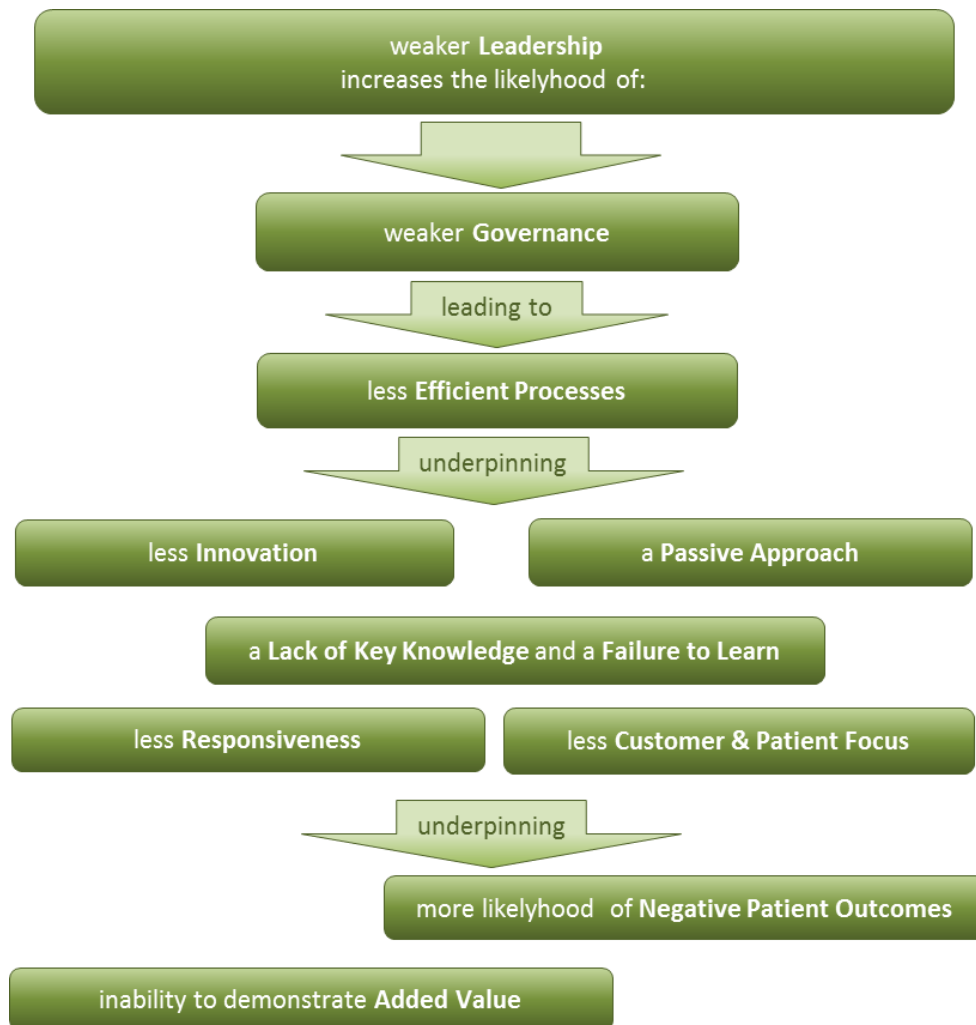 weaker Leadership
increases the likelyhood of:
weaker Governance
leading to
less Efficient Processes
underpinning
less Innovation
a Passive Approach
a Lack of Key Knowledge and a Failure to Learn
less Responsiveness
less Customer & Patient Focus
underpinning
more likelyhood of Negative Patient Outcomes
inability to demonstrate Added Value